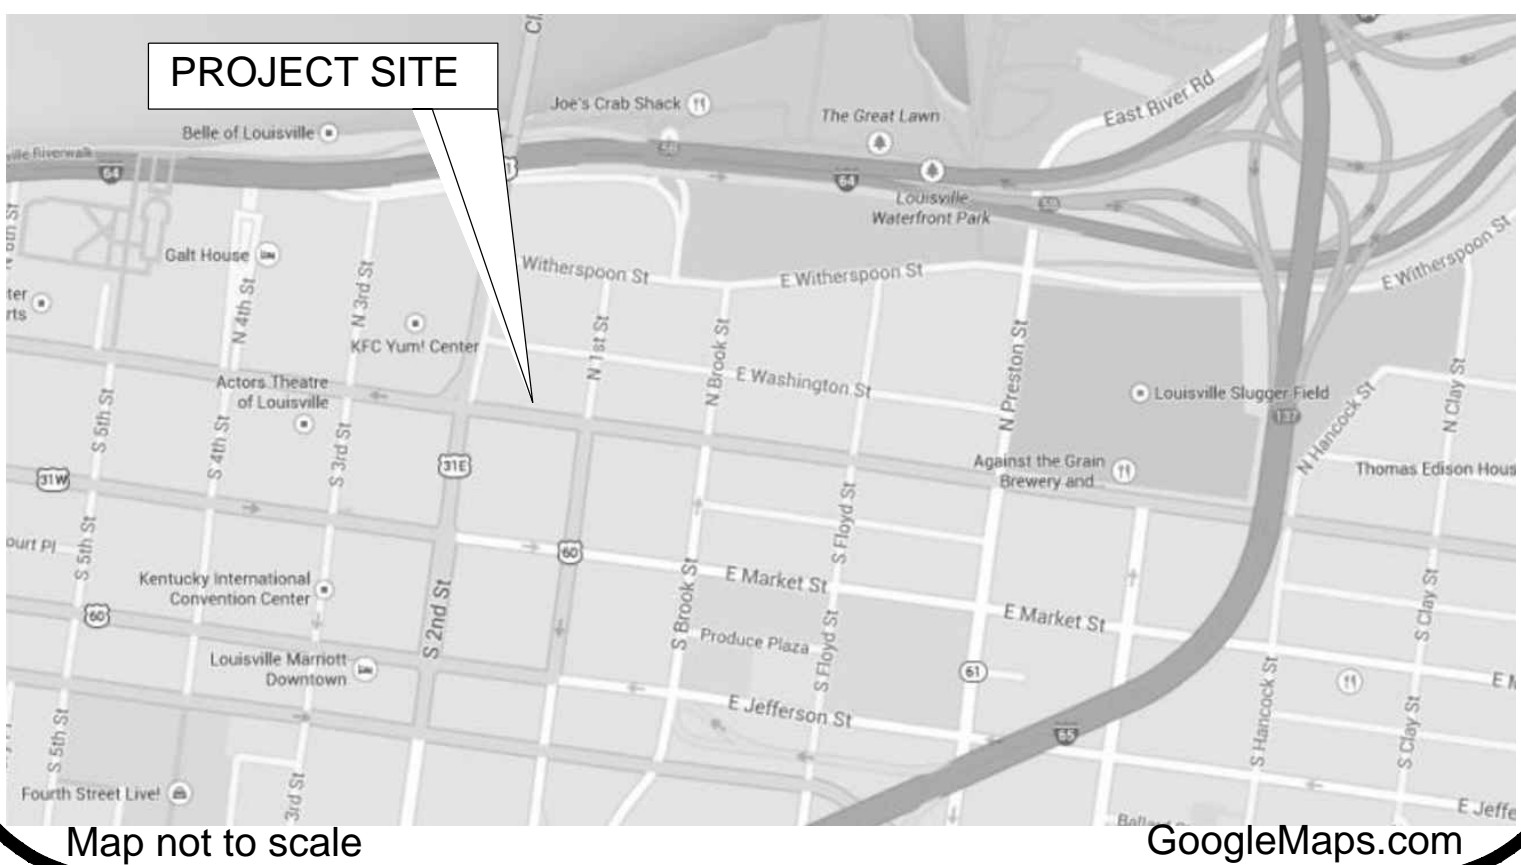 PROJECT SITE
Joe's Crab Shack
The Great Lawn
East River Rd
Belle of Louisville
ville Riverwalk
64
64
Louisville
Waterfront Park
Galt House
N 3rd St
N 4th St
Witherspoon St
E Witherspoon St
E Witherspoon St
KFC Yum! Center
N 1st St
N Brook St
E Washington St
N Preston St
Louisville Slugger Field
137
N Hancock St
N Clay St
Actors Theatre
of Louisville
S 5th St
S 4th St
S 3rd St
31E
31W
Against the Grain
Brewery and
Thomas Edison Hous
S 5th St
ourt Pl
60
S Floyd St
Kentucky International
Convention Center
60
S 2nd St
S Brook St
E Market St
E Market St
S Clay St
Produce Plaza
S Floyd St
Louisville Marriott
Downtown
61
E Jefferson St
S Hancock St
S Clay St
65
S 5th St
3rd St
Fourth Street Live!
E Jeffe
Map not to scale
GoogleMaps.com